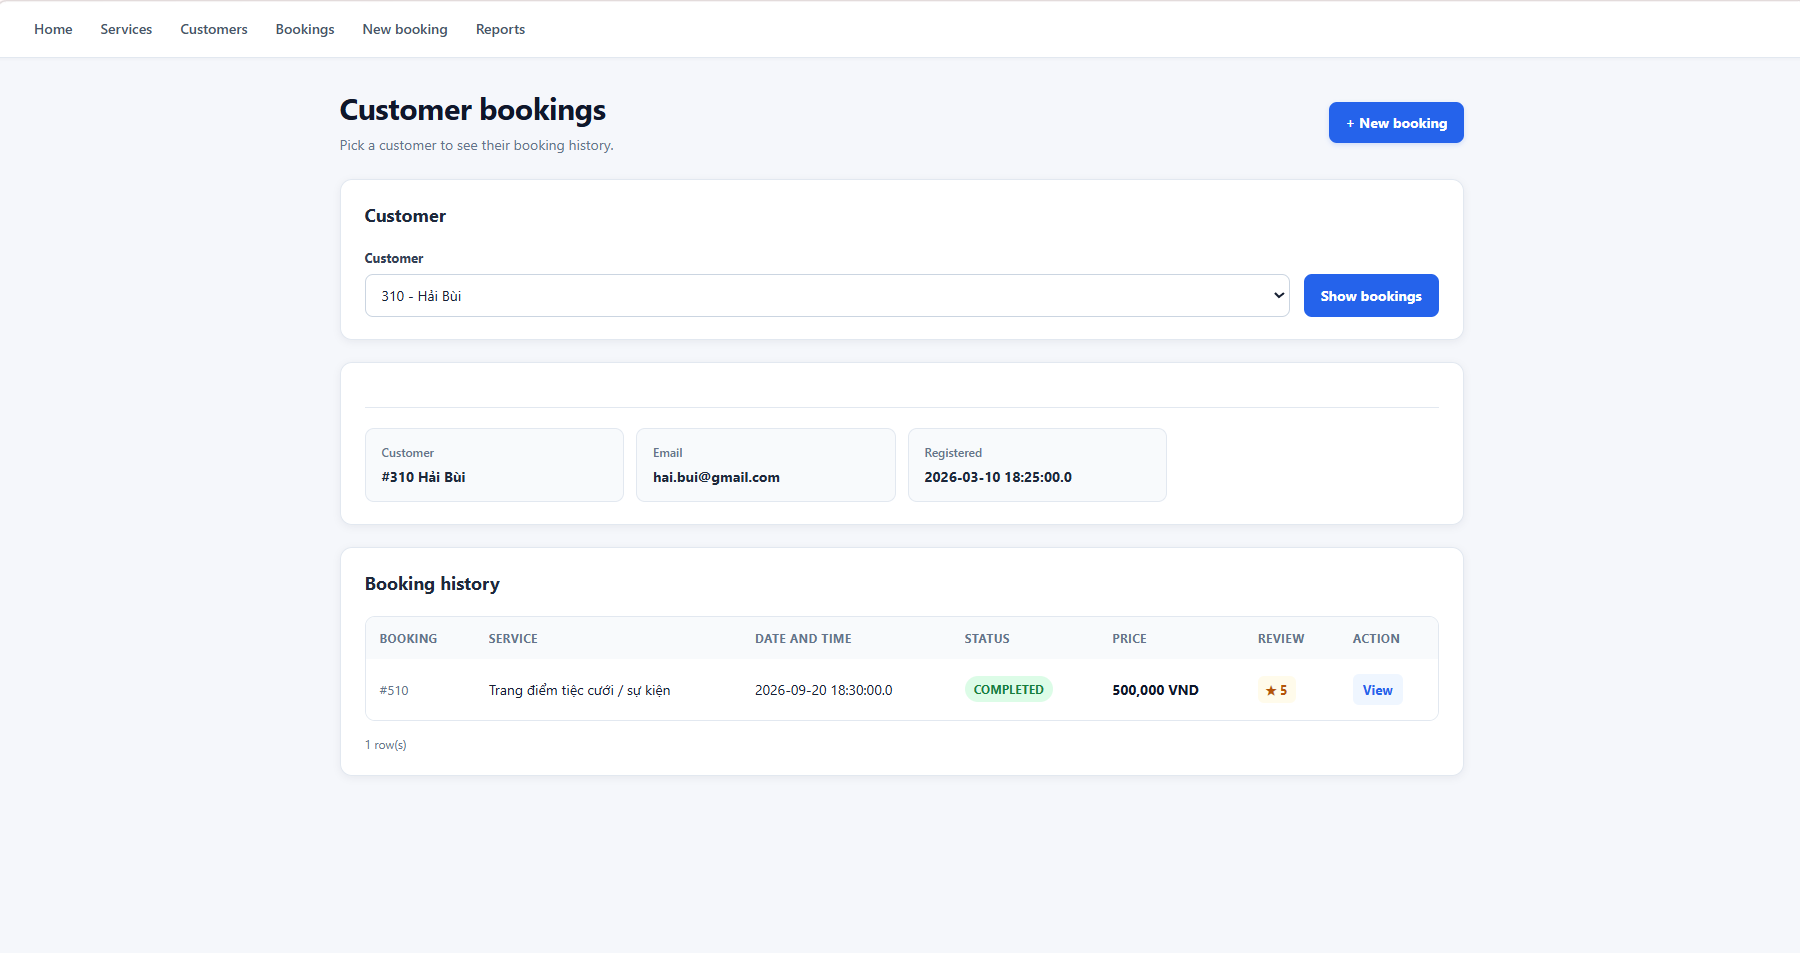 Home Services Customers Bookings New booking Reports
Customer bookings
Pick a customer to see their booking history.
+ New booking
Customer
Customer
310 - Hải Bùi
Show bookings
Customer Email Registered
#310 Hải Bùi hai.bui@gmail.com 2026-03-10 18:25:00.0
Booking history
BOOKING SERVICE DATE AND TIME STATUS PRICE REVIEW ACTION
#510 Trang điểm tiệc cưới / sự kiện 2026-09-20 18:30:00.0 COMPLETED 500,000 VND ★ 5 View
1 row(s)